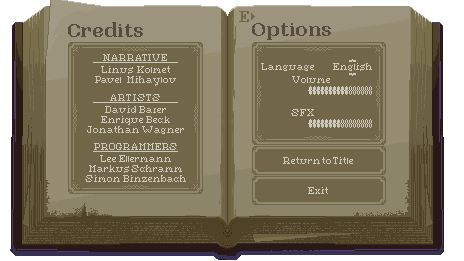 Credits
NARRATIVE
Linus Kolmet
Pavel Mihaylov
ARTISTS
David Baier
Enrique Beck
Jonathan Wagner
PROGRAMMERS
Lee Ellermann
Markus Schramm
Simon Binzenbach
E
Options
Language English
Volume
SFX
Return to Title
Exit